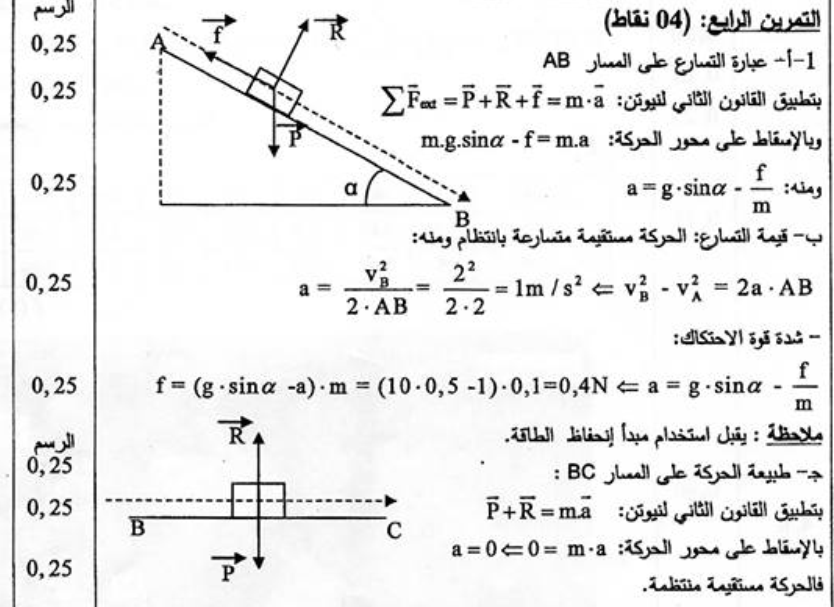 التمرين الرابع: (04 نقاط)
الرسم
0,25
A
f
R
1-أ- عبارة التسارع على المسار AB
0,25
بتطبيق القانون الثاني لنيوتن: ∑F⃗ext = P⃗ + R⃗ + f⃗ = m·a⃗
P
وبالإسقاط على محور الحركة: m.g.sinα - f = m.a
0,25
α
B
ومنه: a = g·sinα - f/m
ب- قيمة التسارع: الحركة مستقيمة متسارعة بانتظام ومنه:
0,25
a = v_B²/(2·AB) = 2²/(2·2) = 1m / s² ⇐ v_B² - v_A² = 2a·AB
- شدة قوة الاحتكاك:
0,25
f = (g·sinα -a)·m = (10·0,5 -1)·0,1=0,4N ⇐ a = g·sinα - f/m
ملاحظة : يقبل استخدام مبدأ إنحفاظ الطاقة.
الرسم
0,25
R
جـ- طبيعة الحركة على المسار BC :
0,25
بتطبيق القانون الثاني لنيوتن: P⃗ + R⃗ = m.a⃗
B
C
P
بالإسقاط على محور الحركة: a = 0 ⇐ 0 = m·a
0,25
فالحركة مستقيمة منتظمة.